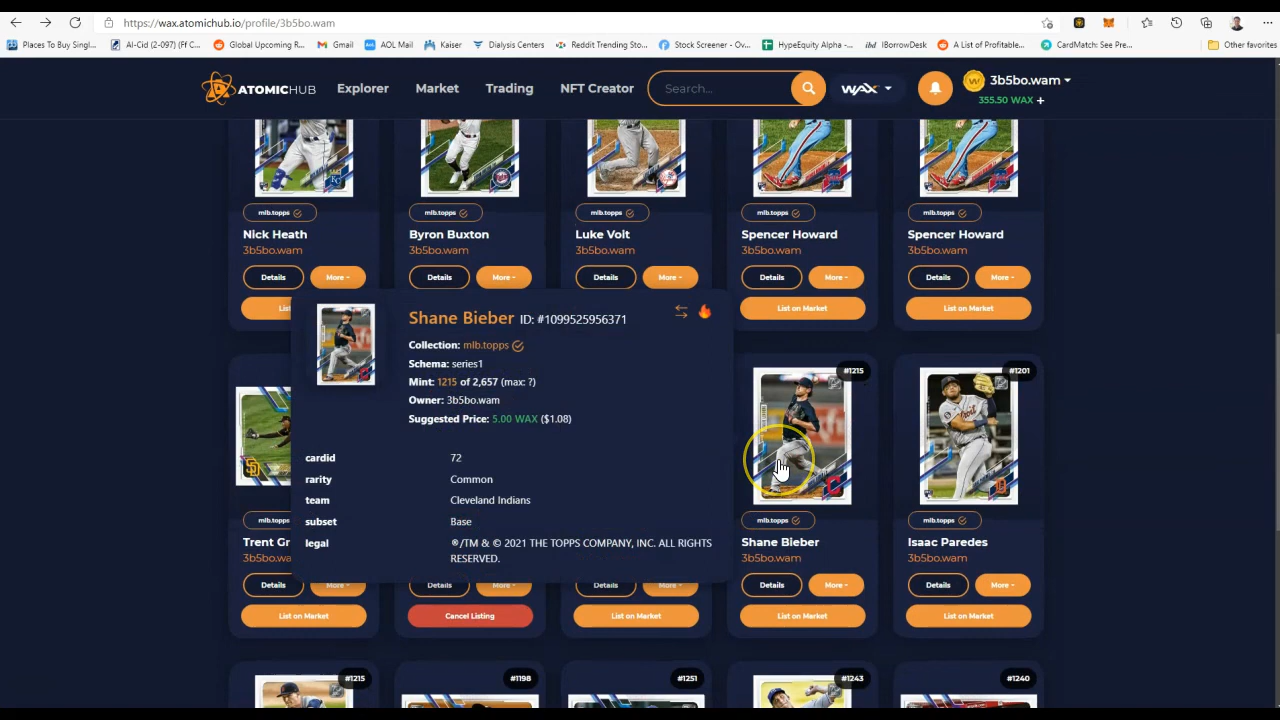 https://wax.atomichub.io/profile/3b5bo.wam
Places To Buy Singl...
AI-Cid (2-097) (Ff C...
Global Upcoming R...
Gmail
AOL Mail
Kaiser
Dialysis Centers
Reddit Trending Sto...
Stock Screener - Ov...
HypeEquity Alpha -...
ibd IBorrowDesk
A List of Profitable...
CardMatch: See Pre...
Other favorites
ATOMICHUB
Explorer
Market
Trading
NFT Creator
Search...
WAX
3b5bo.wam
355.50 WAX +
mlb.topps
mlb.topps
mlb.topps
mlb.topps
mlb.topps
Nick Heath
Byron Buxton
Luke Voit
Spencer Howard
Spencer Howard
3b5bo.wam
3b5bo.wam
3b5bo.wam
3b5bo.wam
3b5bo.wam
Details
More
Details
More
Details
More
Details
More
Details
More
List
List on Market
List on Market
Shane Bieber ID: #1099525956371
Collection: mlb.topps
Schema: series1
Mint: 1215 of 2,657 (max: ?)
Owner: 3b5bo.wam
Suggested Price: 5.00 WAX ($1.08)
cardid 72
rarity Common
team Cleveland Indians
subset Base
legal ®/TM & © 2021 THE TOPPS COMPANY, INC. ALL RIGHTS
RESERVED.
#1215
#1201
mlb.topps
mlb.topps
mlb.topps
Trent Gr
Shane Bieber
Isaac Paredes
3b5bo.wa
3b5bo.wam
3b5bo.wam
Details
More
Details
More
Details
More
Details
More
Details
More
List on Market
Cancel Listing
List on Market
List on Market
List on Market
#1215
#1198
#1251
#1243
#1240